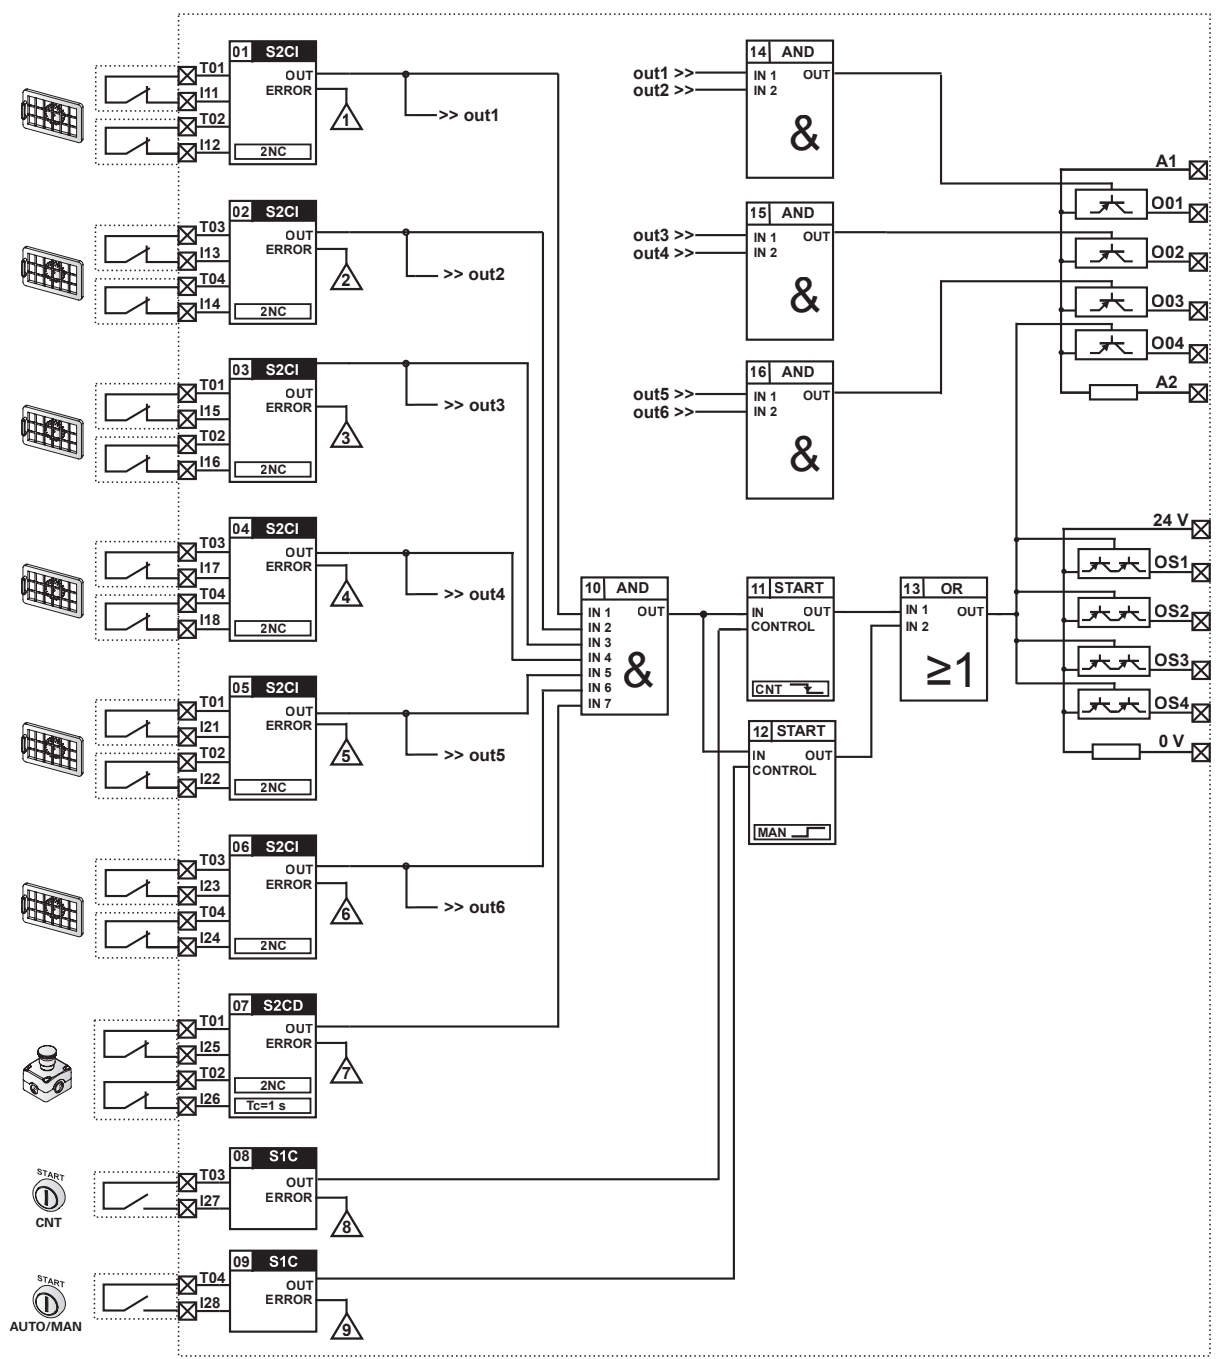 01 S2CI
T01
OUT
ERROR
I11
T02
I12
2NC
1
>> out1
02 S2CI
T03
OUT
ERROR
I13
T04
I14
2NC
2
>> out2
03 S2CI
T01
OUT
ERROR
I15
T02
I16
2NC
3
>> out3
04 S2CI
T03
OUT
ERROR
I17
T04
I18
2NC
4
>> out4
05 S2CI
T01
OUT
ERROR
I21
T02
I22
2NC
5
>> out5
06 S2CI
T03
OUT
ERROR
I23
T04
I24
2NC
6
>> out6
07 S2CD
T01
OUT
ERROR
I25
T02
I26
2NC
Tc=1 s
7
START
CNT
08 S1C
T03
OUT
ERROR
I27
8
START
AUTO/MAN
09 S1C
T04
OUT
ERROR
I28
9
10 AND
IN 1 OUT
IN 2
IN 3
IN 4
IN 5
IN 6
IN 7
&
11 START
IN OUT
CONTROL
CNT
12 START
IN OUT
CONTROL
MAN
13 OR
IN 1 OUT
IN 2
≥1
14 AND
out1 >> IN 1 OUT
out2 >> IN 2
&
15 AND
out3 >> IN 1 OUT
out4 >> IN 2
&
16 AND
out5 >> IN 1 OUT
out6 >> IN 2
&
A1
O01
O02
O03
O04
A2
24 V
OS1
OS2
OS3
OS4
0 V